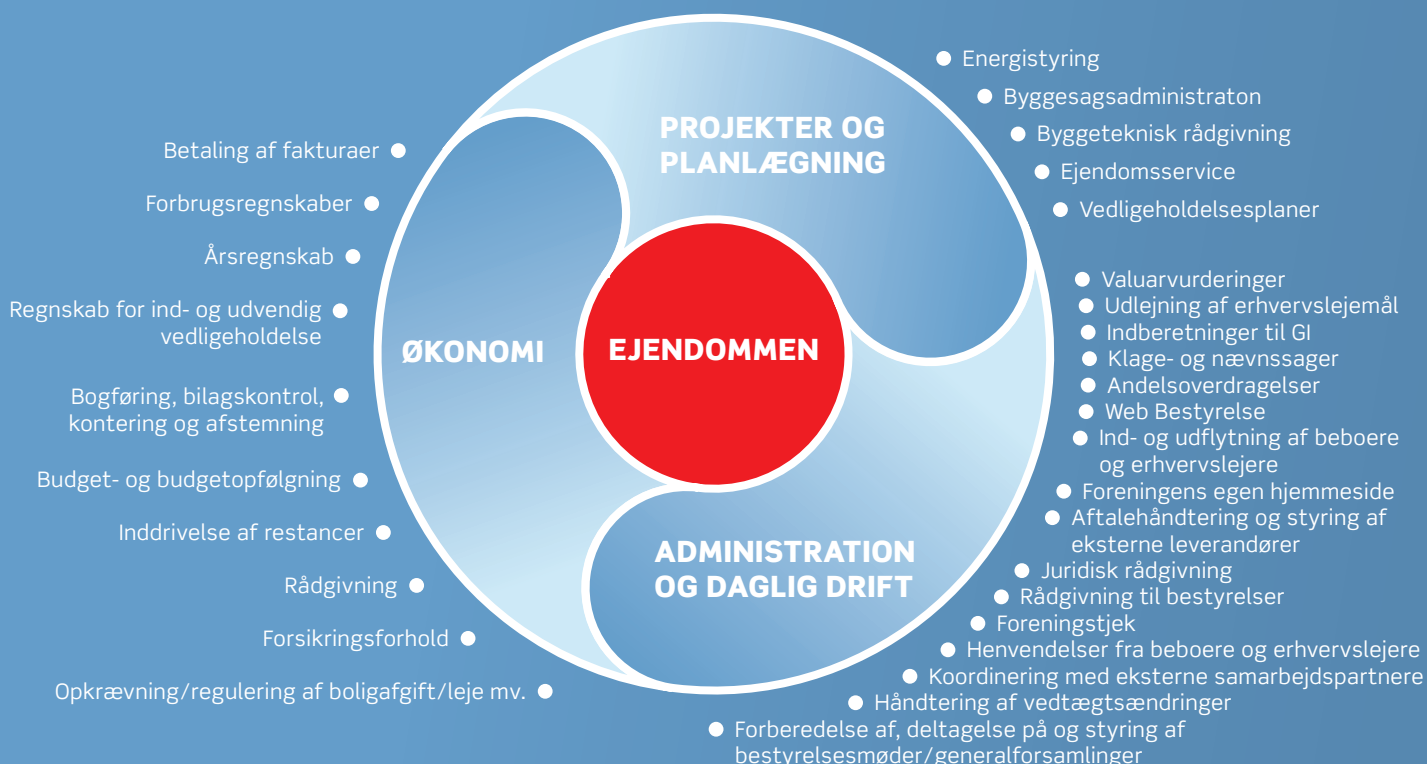 PROJEKTER OG
PLANLÆGNING
Energistyring
Byggesagsadministraton
Byggeteknisk rådgivning
Ejendomsservice
Vedligeholdelsesplaner
Betaling af fakturaer
Forbrugsregnskaber
Årsregnskab
Regnskab for ind- og udvendig
vedligeholdelse
Bogføring, bilagskontrol,
kontering og afstemning
Budget- og budgetopfølgning
Inddrivelse af restancer
Rådgivning
Forsikringsforhold
Opkrævning/regulering af boligafgift/leje mv.
ØKONOMI
EJENDOMMEN
ADMINISTRATION
OG DAGLIG DRIFT
Valuarvurderinger
Udlejning af erhvervslejemål
Indberetninger til GI
Klage- og nævnssager
Andelsoverdragelser
Web Bestyrelse
Ind- og udflytning af beboere
og erhvervslejere
Foreningens egen hjemmeside
Aftalehåndtering og styring af
eksterne leverandører
Juridisk rådgivning
Rådgivning til bestyrelser
Foreningstjek
Henvendelser fra beboere og erhvervslejere
Koordinering med eksterne samarbejdspartnere
Håndtering af vedtægtsændringer
Forberedelse af, deltagelse på og styring af
bestyrelsesmøder/generalforsamlinger